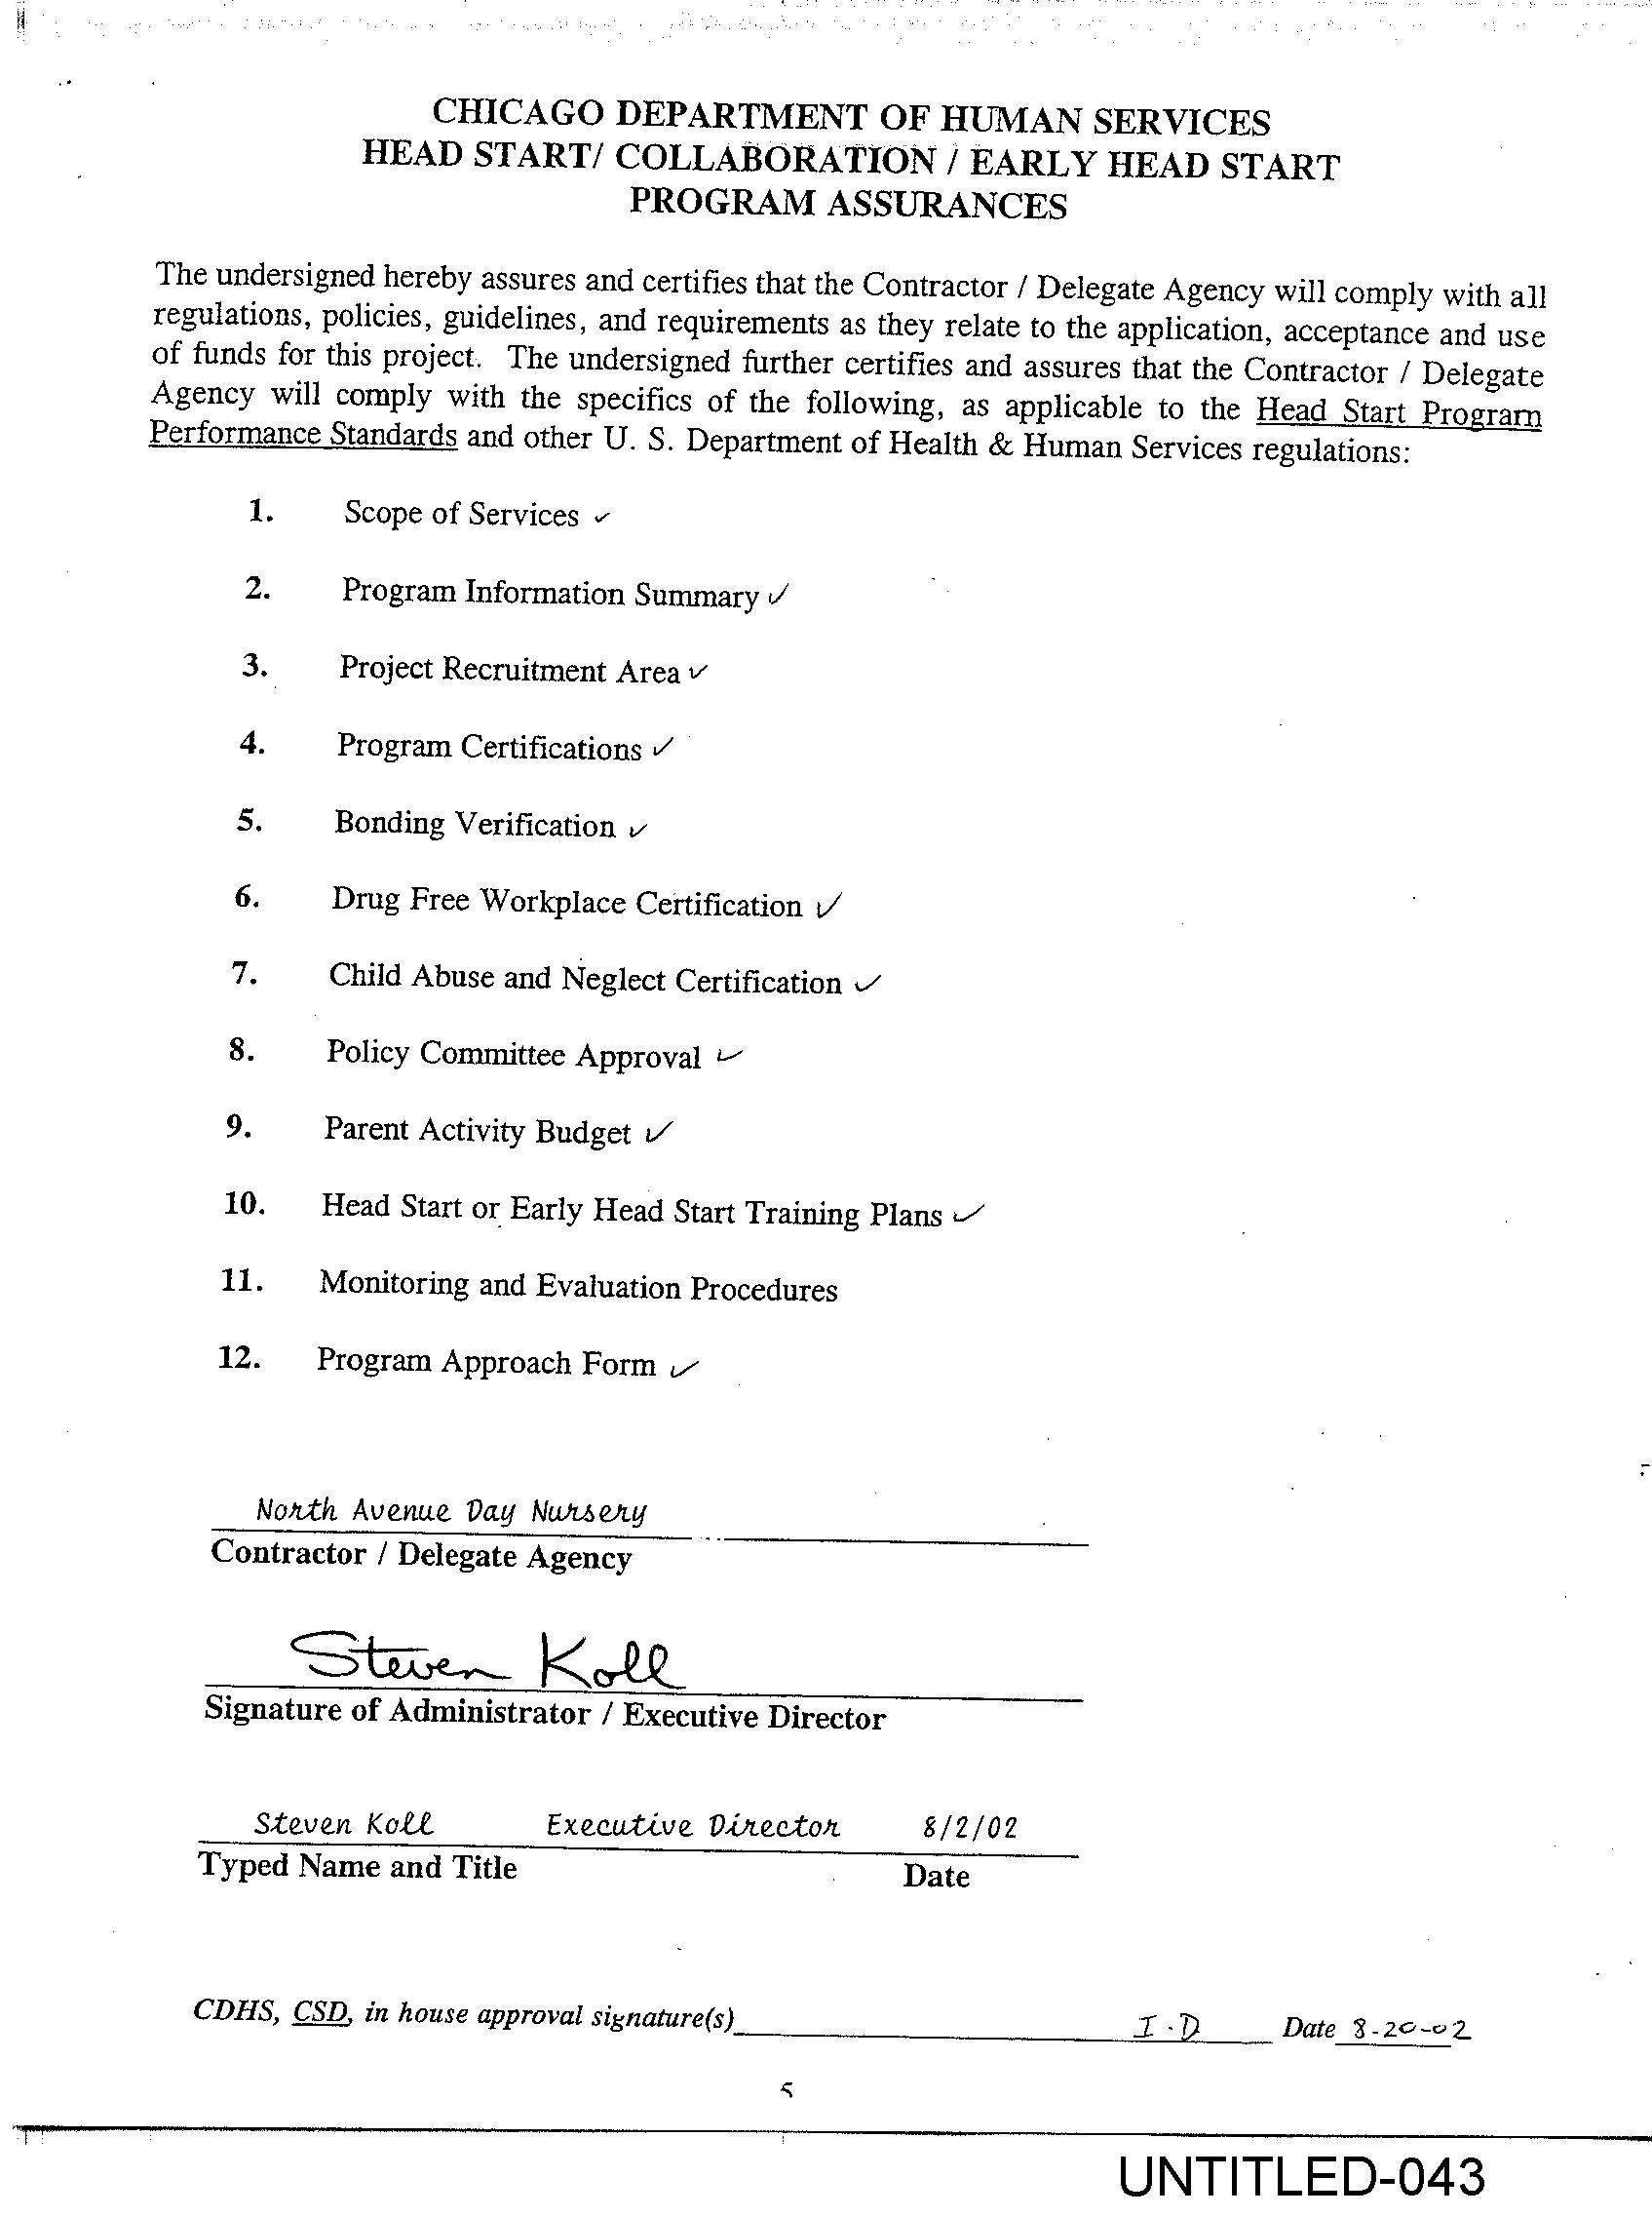 CHICAGO DEPARTMENT OF HUMAN SERVICES
HEAD START/ COLLABORATION / EARLY HEAD START
PROGRAM ASSURANCES
The undersigned hereby assures and certifies that the Contractor / Delegate Agency will comply with all
regulations, policies, guidelines, and requirements as they relate to the application, acceptance and use
of funds for this project. The undersigned further certifies and assures that the Contractor / Delegate
Agency will comply with the specifics of the following, as applicable to the Head Start Program
Performance Standards and other U. S. Department of Health & Human Services regulations:
1. Scope of Services ✓
2. Program Information Summary ✓
3. Project Recruitment Area ✓
4. Program Certifications ✓
5. Bonding Verification ✓
6. Drug Free Workplace Certification ✓
7. Child Abuse and Neglect Certification ✓
8. Policy Committee Approval ✓
9. Parent Activity Budget ✓
10. Head Start or Early Head Start Training Plans ✓
11. Monitoring and Evaluation Procedures
12. Program Approach Form ✓
North Avenue Day Nursery
Contractor / Delegate Agency
Steven Koll
Signature of Administrator / Executive Director
Steven Koll Executive Director 8/2/02
Typed Name and Title Date
CDHS, CSD, in house approval signature(s) I.D Date 8-20-02
5
UNTITLED-043